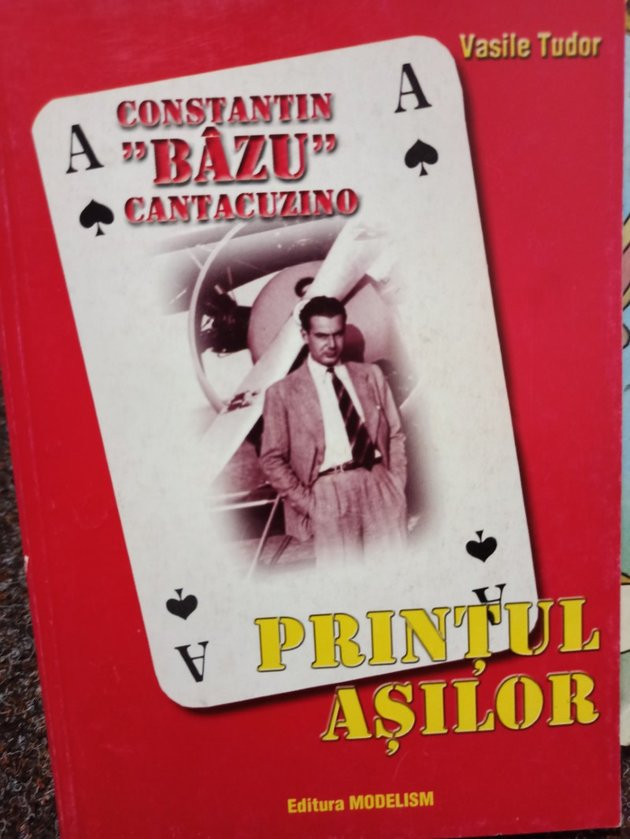 Vasile Tudor
A
A
CONSTANTIN
"BÂZU"
CANTACUZINO
A
A
PRINȚUL
AȘILOR
Editura MODELISM